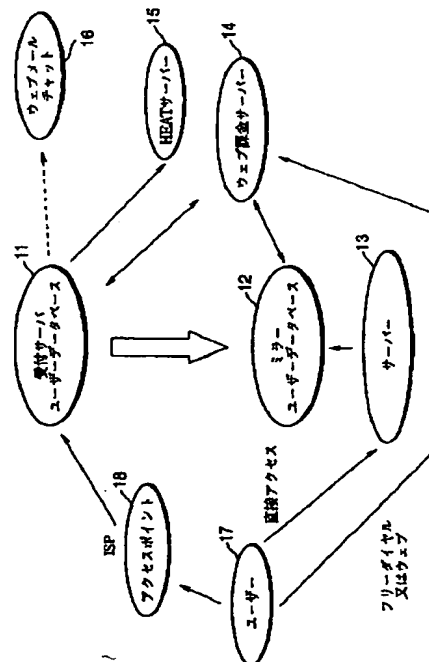 16
ウェブメール
チャット
15
HEATサーバー
14
ウェブ課金サーバー
11
受付サーバ
ユーザーデータベース
12
ミラー
ユーザーデータベース
13
サーバー
ISP
18
アクセスポイント
直接アクセス
17
ユーザー
フリーダイヤル
又はウェブ